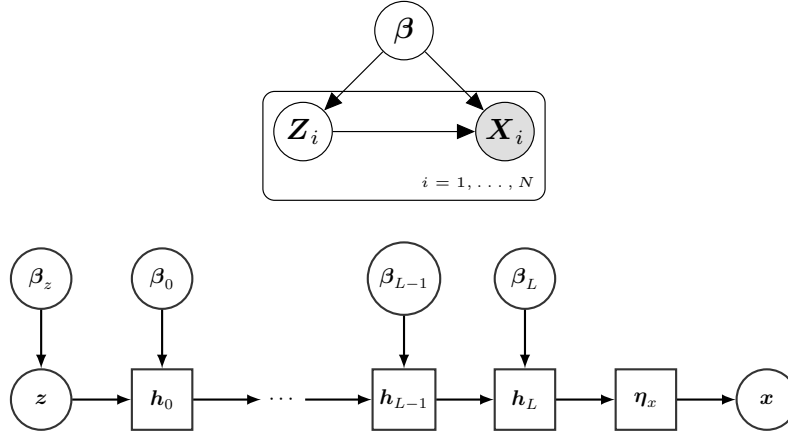 β
Z_i X_i
i = 1, . . . , N
β_z β_0 β_{L−1} β_L
z h_0 · · · h_{L−1} h_L η_x x